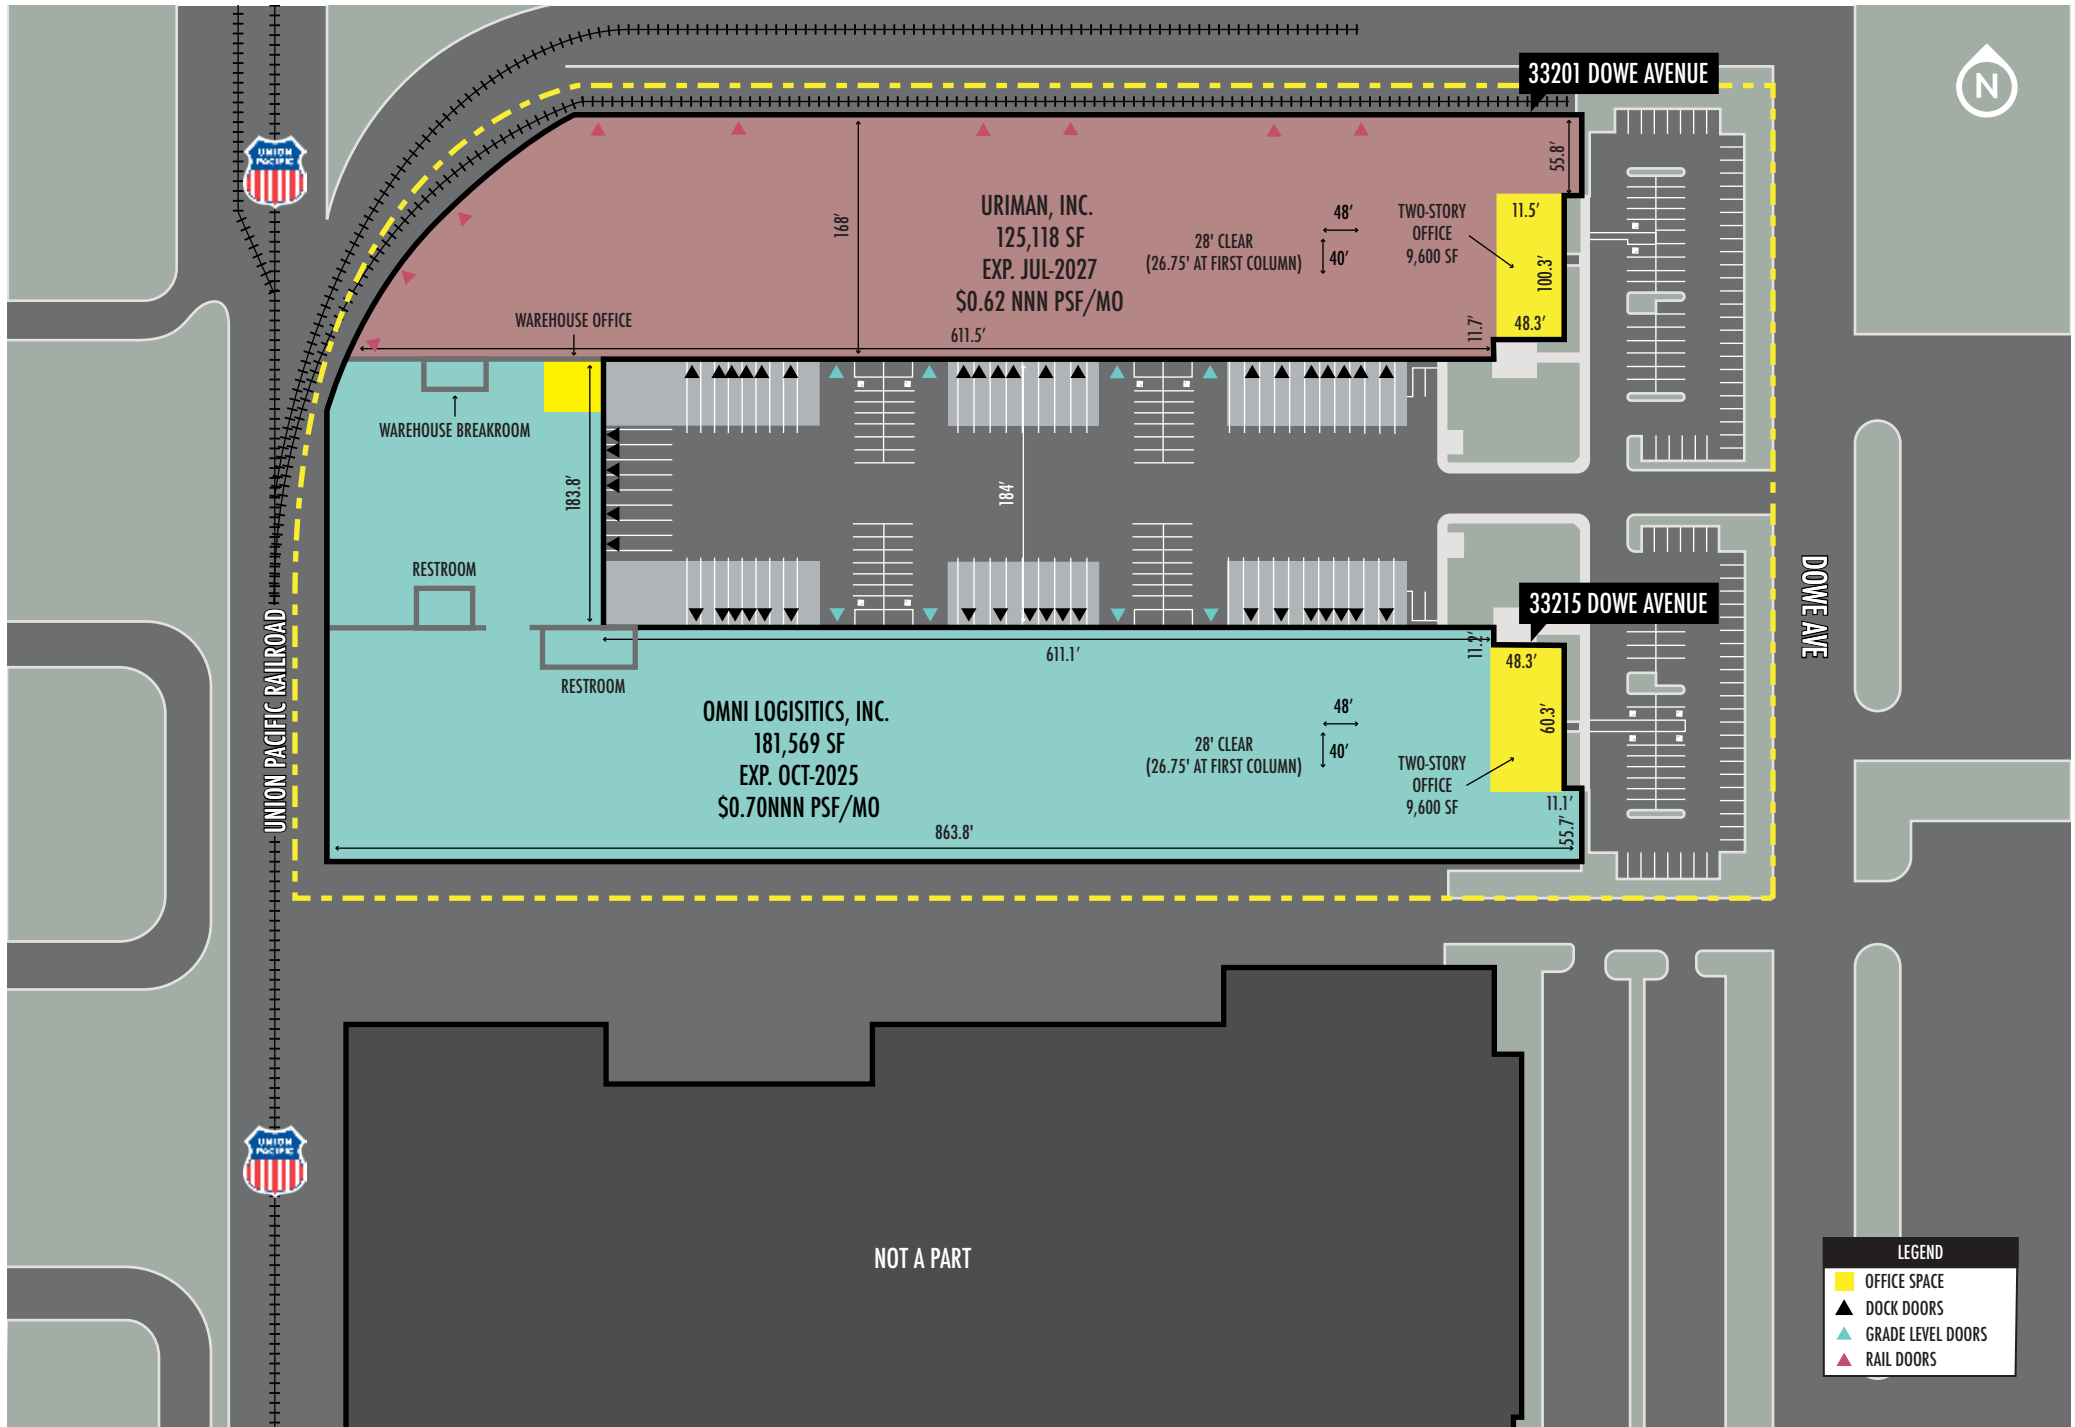 33201 DOWE AVENUE
N
UNION
PACIFIC
55.8'
168'
URIMAN, INC.
125,118 SF
EXP. JUL-2027
$0.62 NNN PSF/MO
28' CLEAR
(26.75' AT FIRST COLUMN)
48'
40'
TWO-STORY
OFFICE
9,600 SF
11.5'
100.3'
48.3'
11.7'
611.5'
WAREHOUSE OFFICE
WAREHOUSE BREAKROOM
183.8'
184'
RESTROOM
RESTROOM
UNION PACIFIC RAILROAD
33215 DOWE AVENUE
DOWE AVE
611.1'
11.2'
48.3'
60.3'
OMNI LOGISITICS, INC.
181,569 SF
EXP. OCT-2025
$0.70NNN PSF/MO
28' CLEAR
(26.75' AT FIRST COLUMN)
48'
40'
TWO-STORY
OFFICE
9,600 SF
11.1'
55.7'
863.8'
UNION
PACIFIC
NOT A PART
LEGEND
OFFICE SPACE
DOCK DOORS
GRADE LEVEL DOORS
RAIL DOORS